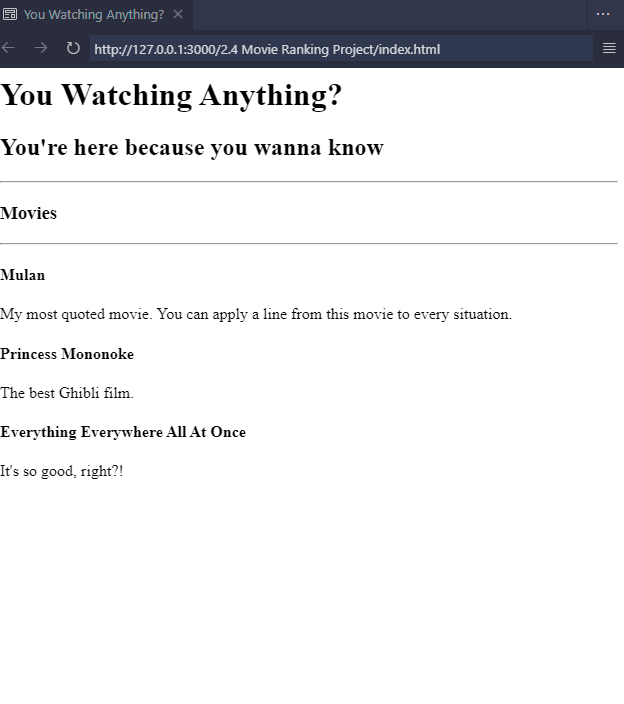 You Watching Anything?
http://127.0.0.1:3000/2.4 Movie Ranking Project/index.html
You Watching Anything?
You're here because you wanna know
Movies
Mulan
My most quoted movie. You can apply a line from this movie to every situation.
Princess Mononoke
The best Ghibli film.
Everything Everywhere All At Once
It's so good, right?!